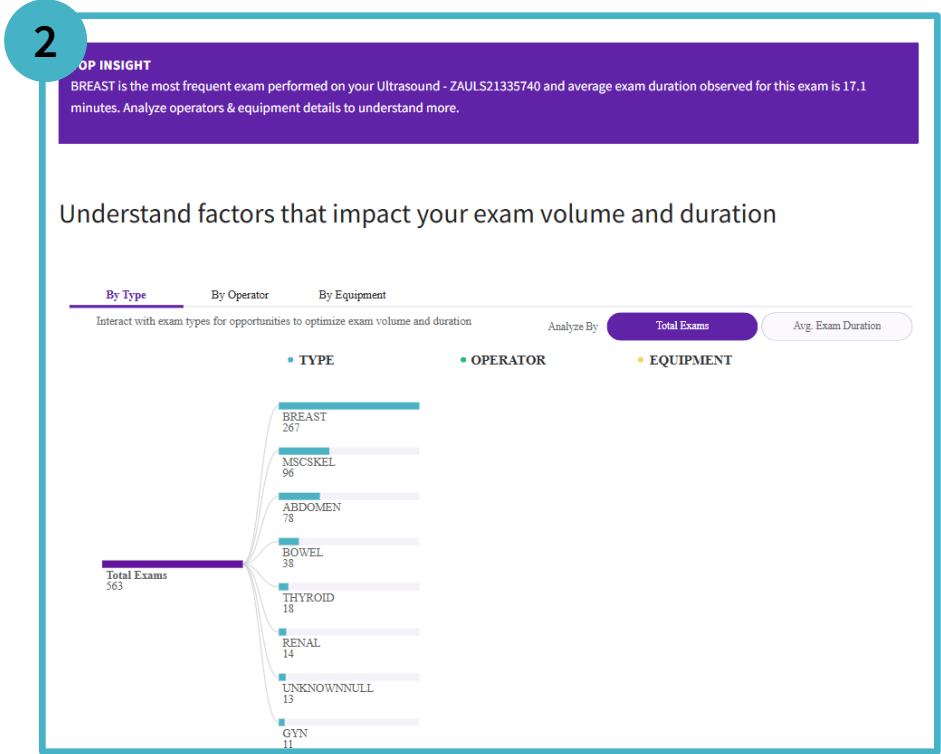 2
OP INSIGHT
BREAST is the most frequent exam performed on your Ultrasound - ZAULS21335740 and average exam duration observed for this exam is 17.1
minutes. Analyze operators & equipment details to understand more.
Understand factors that impact your exam volume and duration
By Type By Operator By Equipment
Interact with exam types for opportunities to optimize exam volume and duration
Analyze By Total Exams Avg. Exam Duration
TYPE OPERATOR EQUIPMENT
BREAST
267
MSCSKEL
96
ABDOMEN
78
BOWEL
38
Total Exams
563
THYROID
18
RENAL
14
UNKNOWNNULL
13
GYN
11